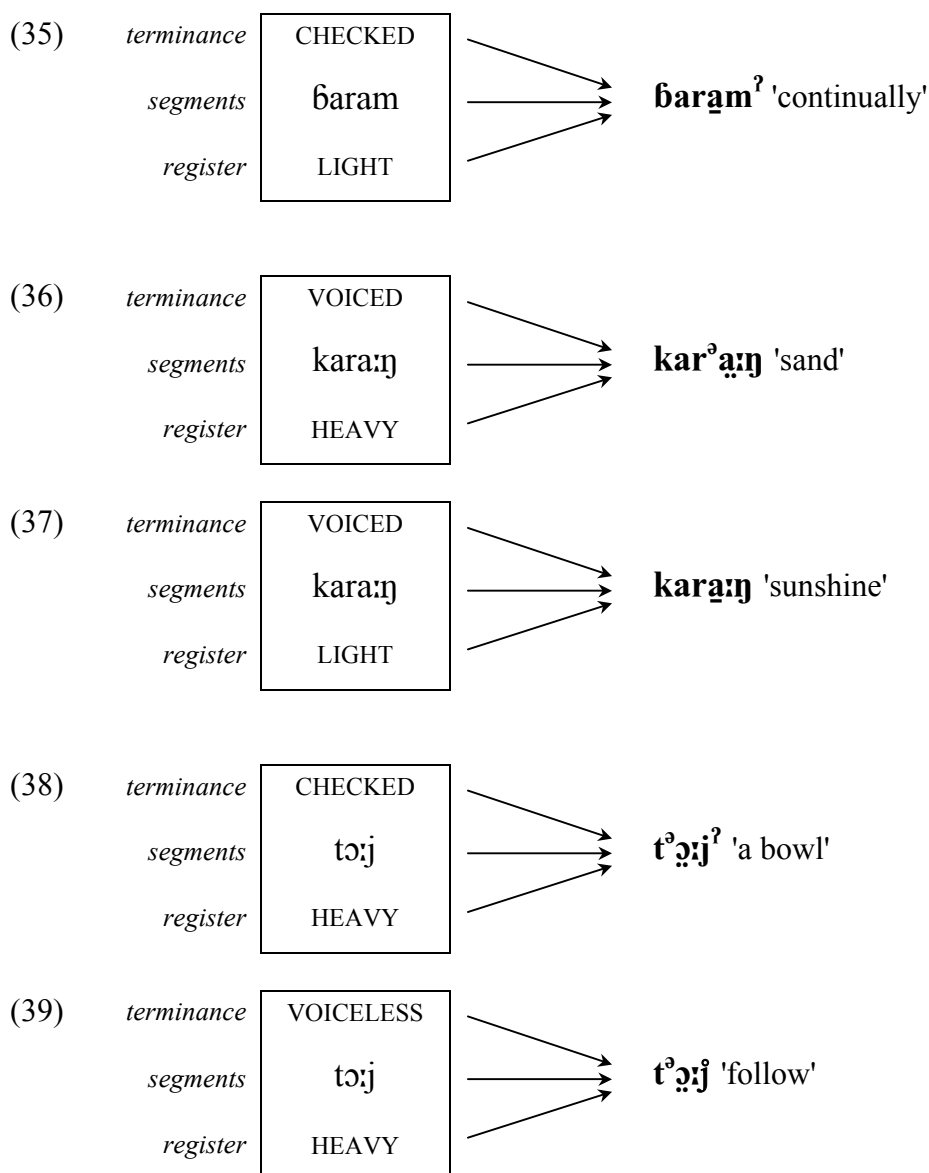 (35) terminance CHECKED
segments ɓaram ɓara̱mˀ 'continually'
register LIGHT
(36) terminance VOICED
segments karaːŋ karᵊa̤ːŋ 'sand'
register HEAVY
(37) terminance VOICED
segments karaːŋ kara̱ːŋ 'sunshine'
register LIGHT
(38) terminance CHECKED
segments tɔːj tᵊɔ̤ːjˀ 'a bowl'
register HEAVY
(39) terminance VOICELESS
segments tɔːj tᵊɔ̤ːj̊ 'follow'
register HEAVY